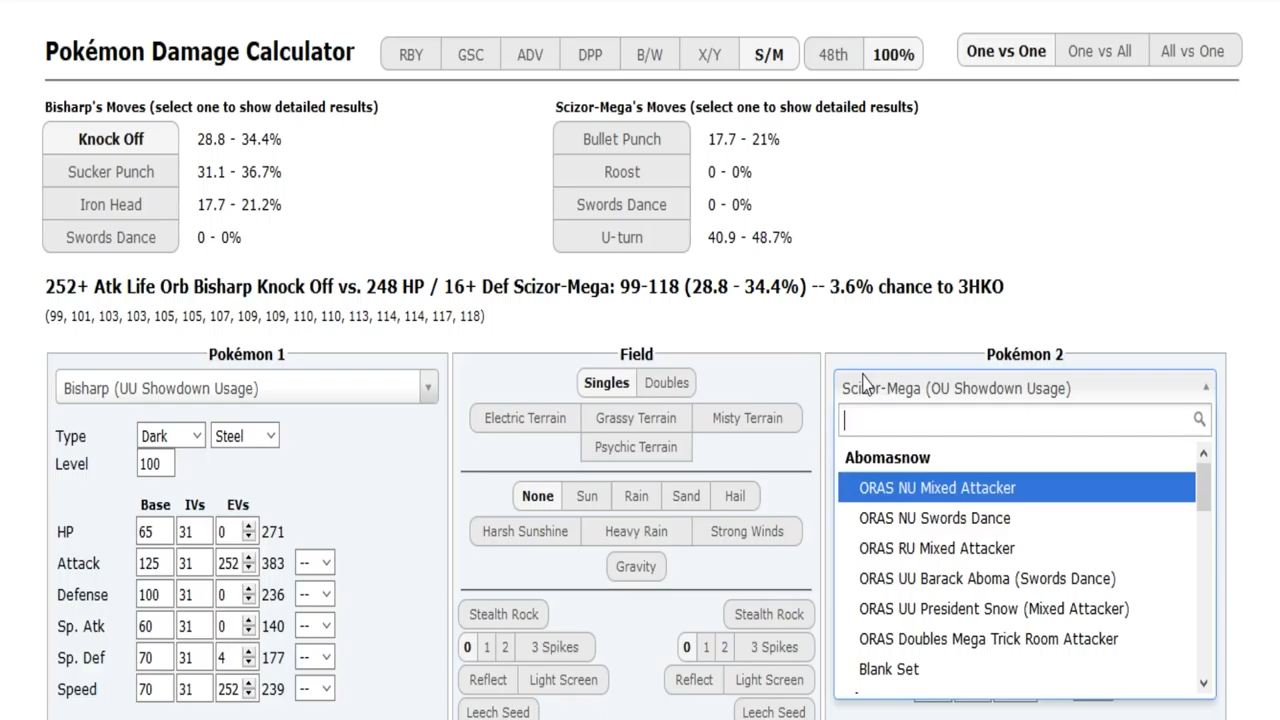 Pokémon Damage Calculator RBY GSC ADV DPP B/W X/Y S/M 48th 100% One vs One One vs All All vs One
Bisharp's Moves (select one to show detailed results) Scizor-Mega's Moves (select one to show detailed results)
Knock Off 28.8 - 34.4% Bullet Punch 17.7 - 21%
Sucker Punch 31.1 - 36.7% Roost 0 - 0%
Iron Head 17.7 - 21.2% Swords Dance 0 - 0%
Swords Dance 0 - 0% U-turn 40.9 - 48.7%
252+ Atk Life Orb Bisharp Knock Off vs. 248 HP / 16+ Def Scizor-Mega: 99-118 (28.8 - 34.4%) -- 3.6% chance to 3HKO
(99, 101, 103, 103, 105, 105, 107, 109, 109, 110, 110, 113, 114, 114, 117, 118)
Pokémon 1
Bisharp (UU Showdown Usage)
Type Dark Steel
Level 100
Base IVs EVs
HP 65 31 0 271
Attack 125 31 252 383 --
Defense 100 31 0 236 --
Sp. Atk 60 31 0 140 --
Sp. Def 70 31 4 177 --
Speed 70 31 252 239 --
Field
Singles Doubles
Electric Terrain Grassy Terrain Misty Terrain
Psychic Terrain
None Sun Rain Sand Hail
Harsh Sunshine Heavy Rain Strong Winds
Gravity
Stealth Rock Stealth Rock
0 1 2 3 Spikes 0 1 2 3 Spikes
Reflect Light Screen Reflect Light Screen
Leech Seed Leech Seed
Pokémon 2
Scizor-Mega (OU Showdown Usage)
Abomasnow
ORAS NU Mixed Attacker
ORAS NU Swords Dance
ORAS RU Mixed Attacker
ORAS UU Barack Aboma (Swords Dance)
ORAS UU President Snow (Mixed Attacker)
ORAS Doubles Mega Trick Room Attacker
Blank Set